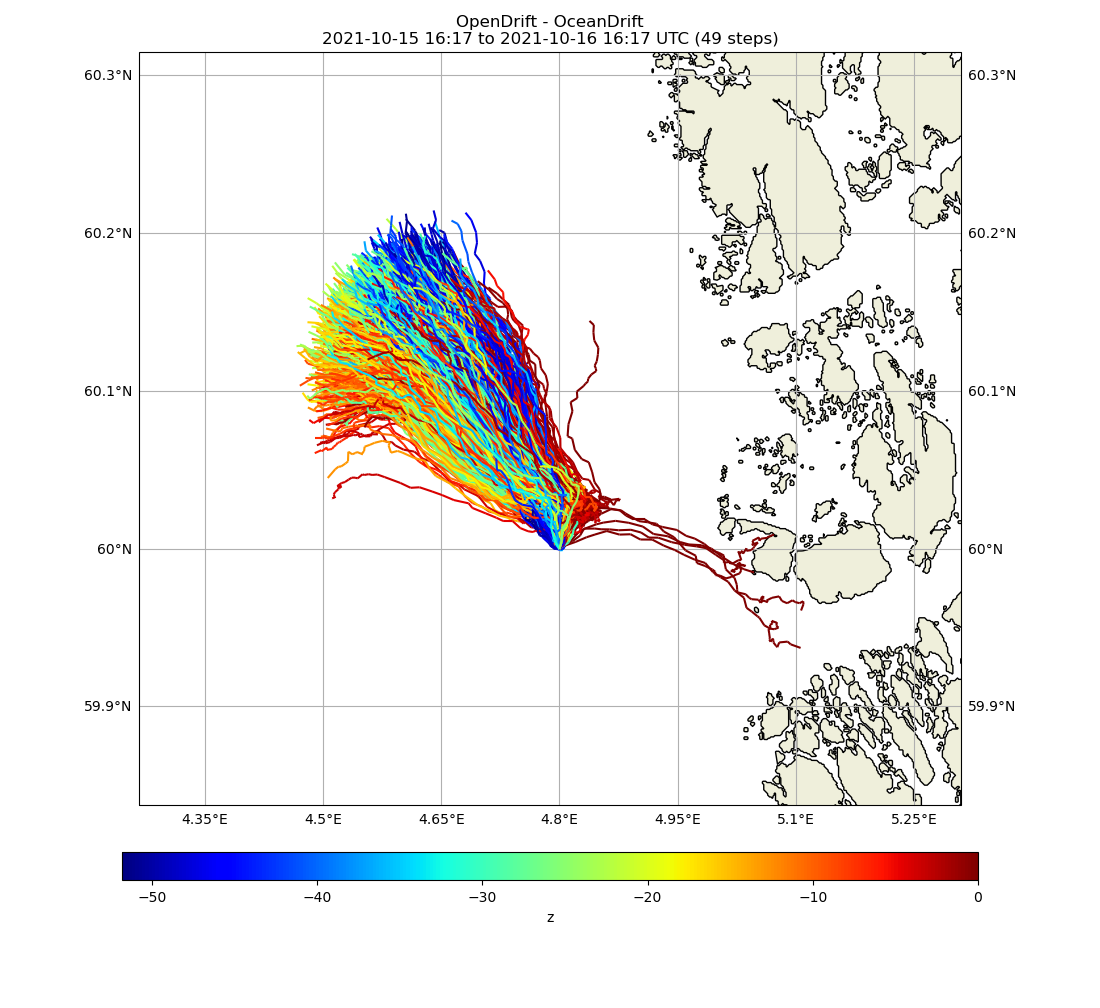 OpenDrift - OceanDrift
2021-10-15 16:17 to 2021-10-16 16:17 UTC (49 steps)
60.3°N 60.3°N
60.2°N 60.2°N
60.1°N 60.1°N
60°N 60°N
59.9°N 59.9°N
4.35°E 4.5°E 4.65°E 4.8°E 4.95°E 5.1°E 5.25°E
−50 −40 −30 −20 −10 0
z